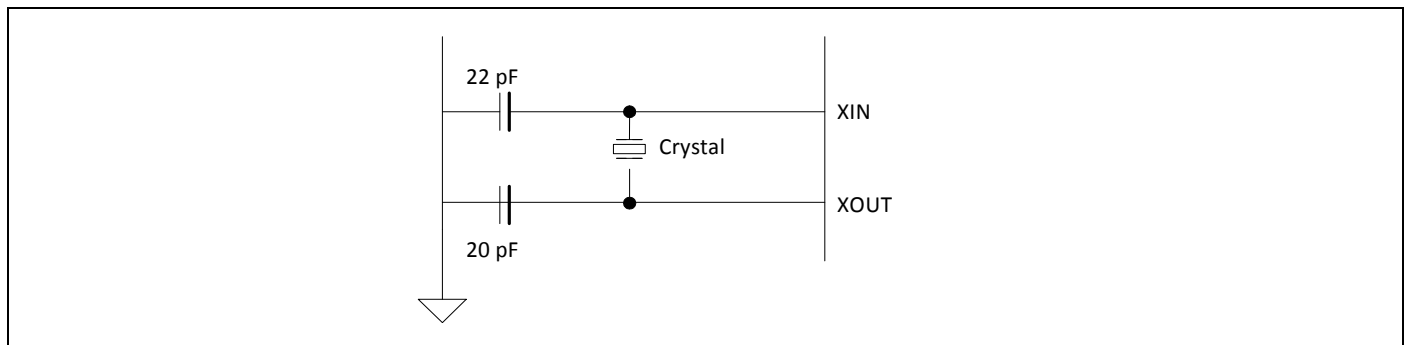 22 pF
XIN
Crystal
XOUT
20 pF